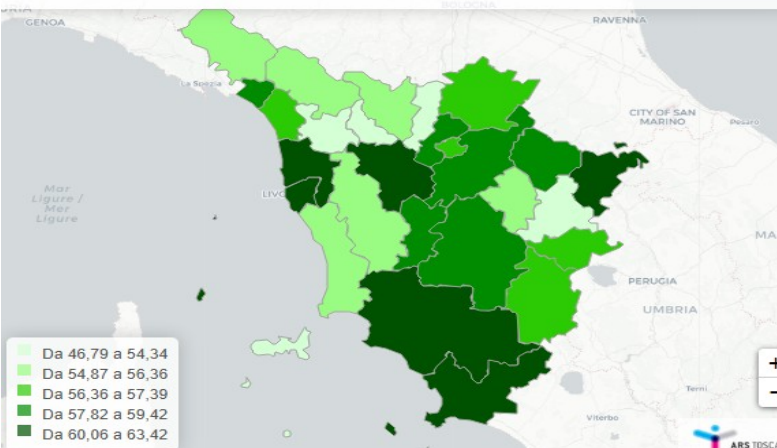 GENOA
BOLOGNA
RAVENNA
La Spezia
CITY OF SAN
MARINO
Pesaro
Mar
Ligure /
Mer
Ligure
LIVO
MA
PERUGIA
UMBRIA
Terni
Viterbo
Da 46,79 a 54,34
Da 54,87 a 56,36
Da 56,36 a 57,39
Da 57,82 a 59,42
Da 60,06 a 63,42
+
−
ARS TOSCA